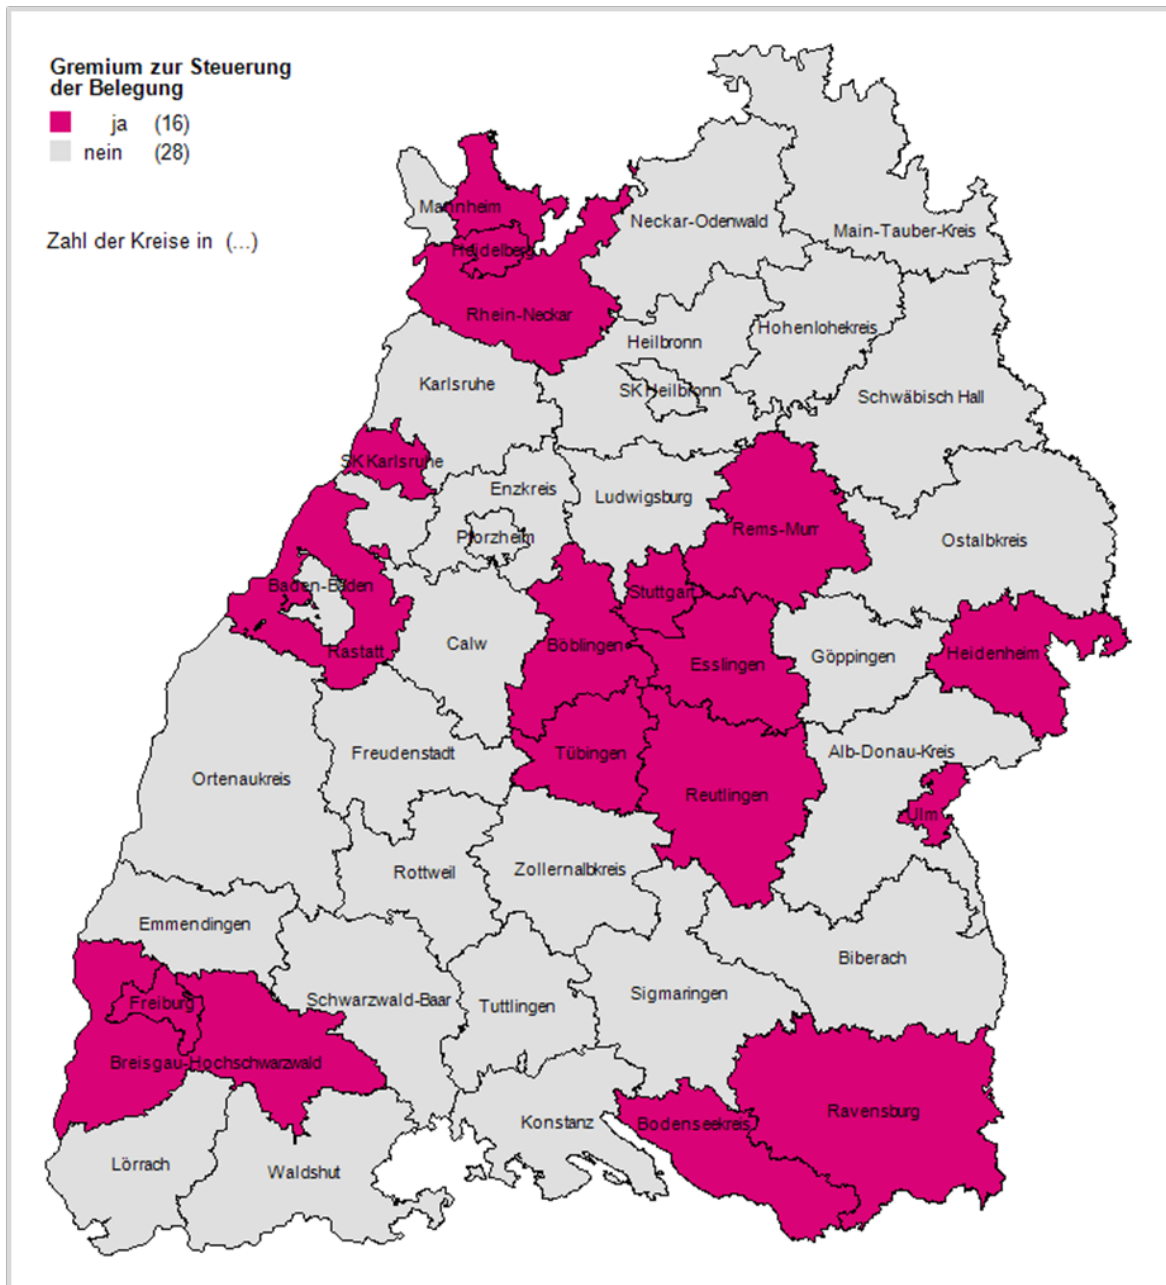 Gremium zur Steuerung
der Belegung
ja (16)
nein (28)
Zahl der Kreise in (...)
Mannheim
Neckar-Odenwald
Main-Tauber-Kreis
Heidelberg
Rhein-Neckar
Hohenlohekreis
Heilbronn
Karlsruhe
SK Heilbronn
Schwäbisch Hall
SK Karlsruhe
Enzkreis
Ludwigsburg
Rems-Murr
Pforzheim
Ostalbkreis
Baden-Baden
Stuttgart
Calw
Böblingen
Rastatt
Esslingen
Göppingen
Heidenheim
Freudenstadt
Tübingen
Alb-Donau-Kreis
Ortenaukreis
Reutlingen
Ulm
Rottweil
Zollernalbkreis
Emmendingen
Biberach
Freiburg
Schwarzwald-Baar
Tuttlingen
Sigmaringen
Breisgau-Hochschwarzwald
Konstanz
Bodenseekreis
Ravensburg
Lörrach
Waldshut